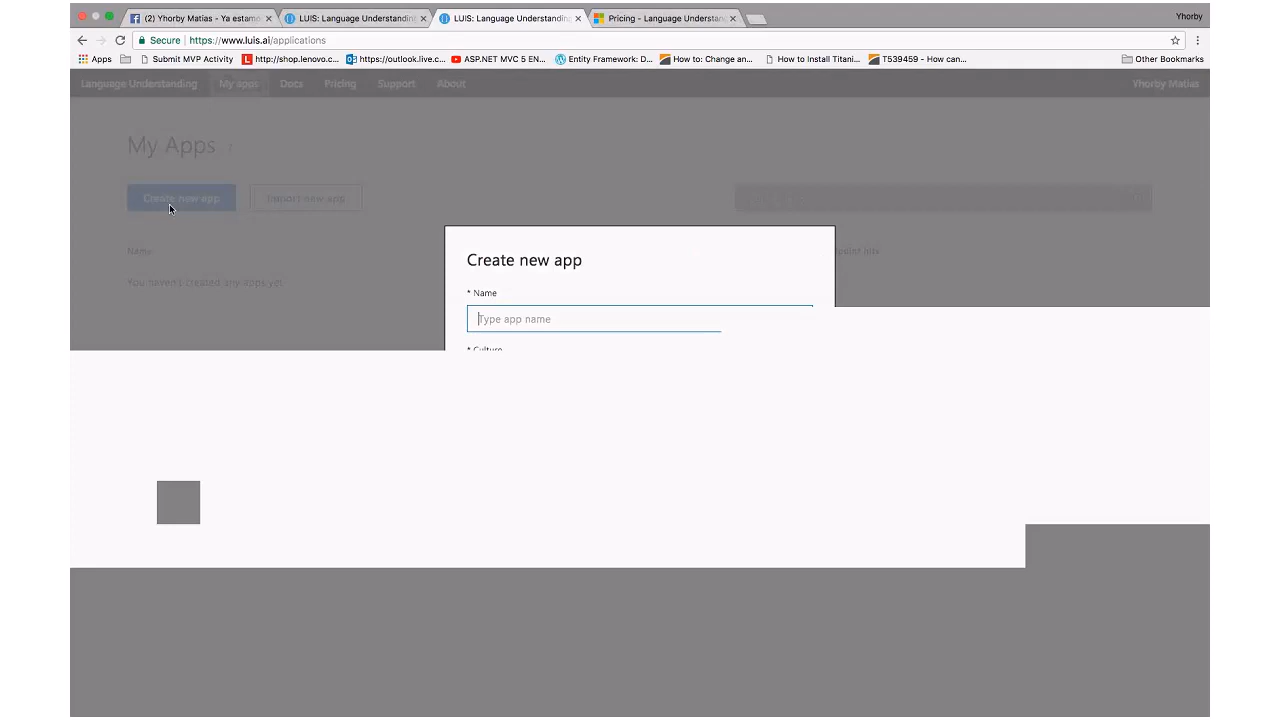 (2) Yhorby Matias - Ya estamo
LUIS: Language Understandin
LUIS: Language Understandin
Pricing - Language Understan
Yhorby
Secure
https://www.luis.ai/applications
Apps
Submit MVP Activity
http://shop.lenovo.c...
https://outlook.live.c...
ASP.NET MVC 5 EN...
Entity Framework: D...
How to: Change an...
How to Install Titani...
T539459 - How can...
Other Bookmarks
Language Understanding
My apps
Docs
Pricing
Support
About
Yhorby Matias
My Apps ?
Create new app
Import new app
Name
oint hits
You haven't created any apps yet
Create new app
* Name
Type app name
* Culture